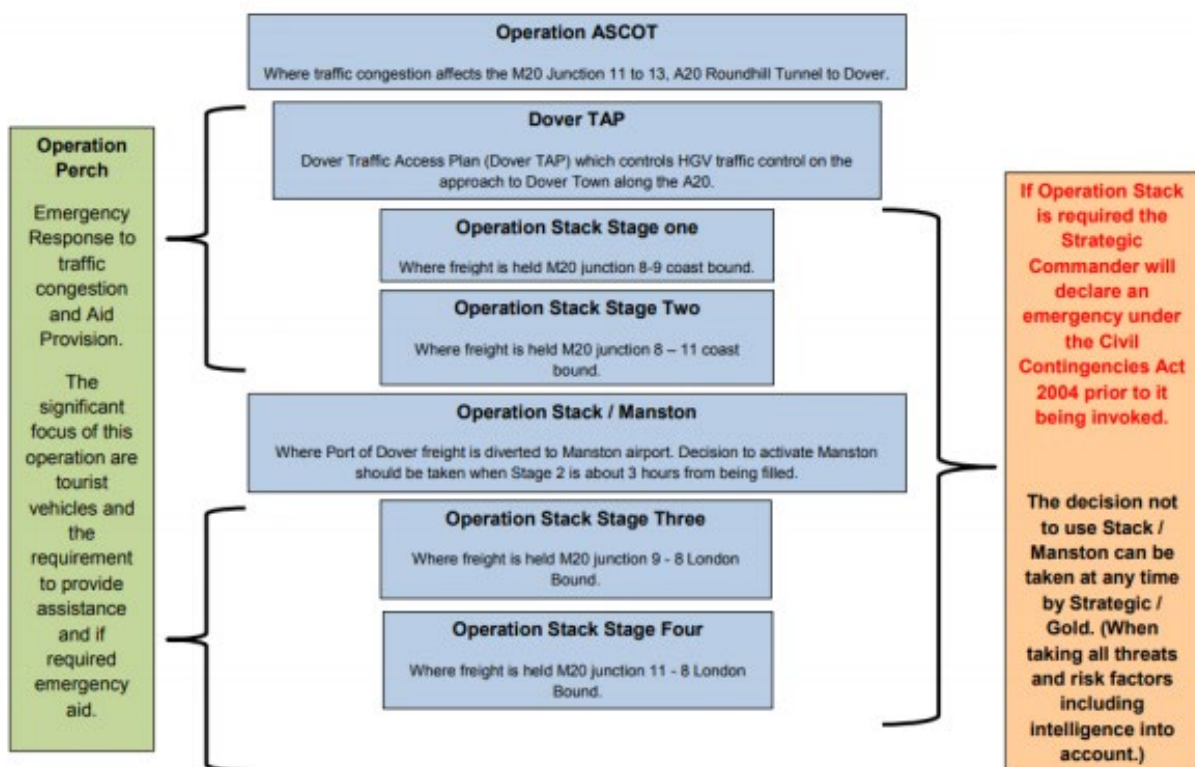 Operation ASCOT
Where traffic congestion affects the M20 Junction 11 to 13, A20 Roundhill Tunnel to Dover.
Dover TAP
Dover Traffic Access Plan (Dover TAP) which controls HGV traffic control on the
approach to Dover Town along the A20.
Operation
Perch
Emergency
Response to
traffic
congestion
and Aid
Provision.
The
significant
focus of this
operation are
tourist
vehicles and
the
requirement
to provide
assistance
and if
required
emergency
aid.
Operation Stack Stage one
Where freight is held M20 junction 8-9 coast bound.
Operation Stack Stage Two
Where freight is held M20 junction 8 – 11 coast
bound.
Operation Stack / Manston
Where Port of Dover freight is diverted to Manston airport. Decision to activate Manston
should be taken when Stage 2 is about 3 hours from being filled.
Operation Stack Stage Three
Where freight is held M20 junction 9 - 8 London
Bound.
Operation Stack Stage Four
Where freight is held M20 junction 11 - 8 London
Bound.
If Operation Stack
is required the
Strategic
Commander will
declare an
emergency under
the Civil
Contingencies Act
2004 prior to it
being invoked.
The decision not
to use Stack /
Manston can be
taken at any time
by Strategic /
Gold. (When
taking all threats
and risk factors
including
intelligence into
account.)